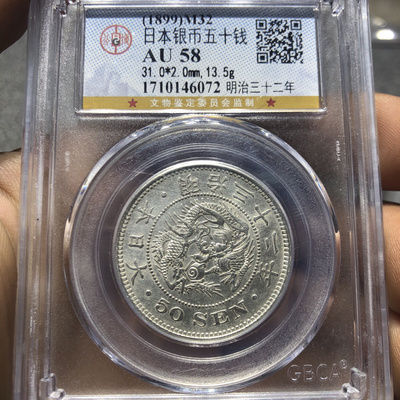 (1899)M32
日本银币五十钱
AU 58
31.0*2.0mm,13.5g
1710146072 明治三十二年
★ 文物鉴定委员会监制 ★
大日本・明治三十二年・
50 SEN
GBCA®